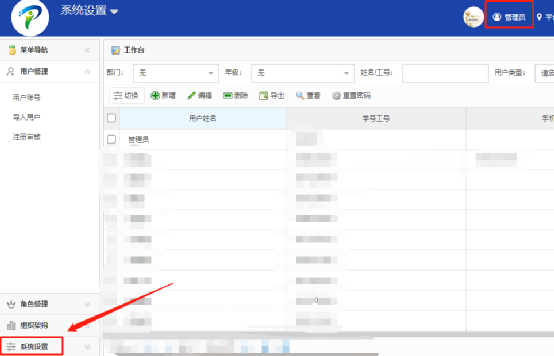 系统设置
管理员
平
菜单导航
工作台
用户管理
部门： 无 年级： 无 姓名/工号： 用户类型：
用户账号
切换 新增 编辑 删除 导出 查看 重置密码
导入用户
用户姓名 学号工号 手机
注册审核
管理员
角色管理
组织架构
系统设置